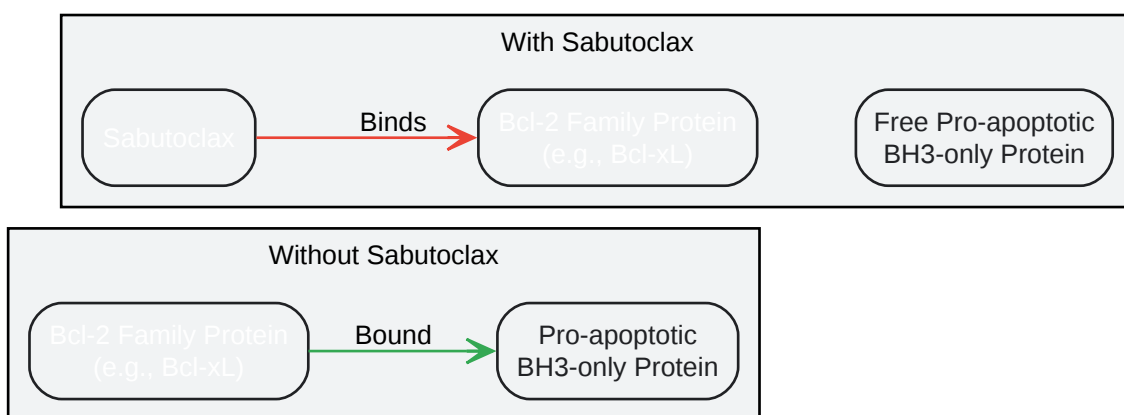 With Sabutoclax
Sabutoclax
Binds
Bcl-2 Family Protein
(e.g., Bcl-xL)
Free Pro-apoptotic
BH3-only Protein
Without Sabutoclax
Bcl-2 Family Protein
(e.g., Bcl-xL)
Bound
Pro-apoptotic
BH3-only Protein